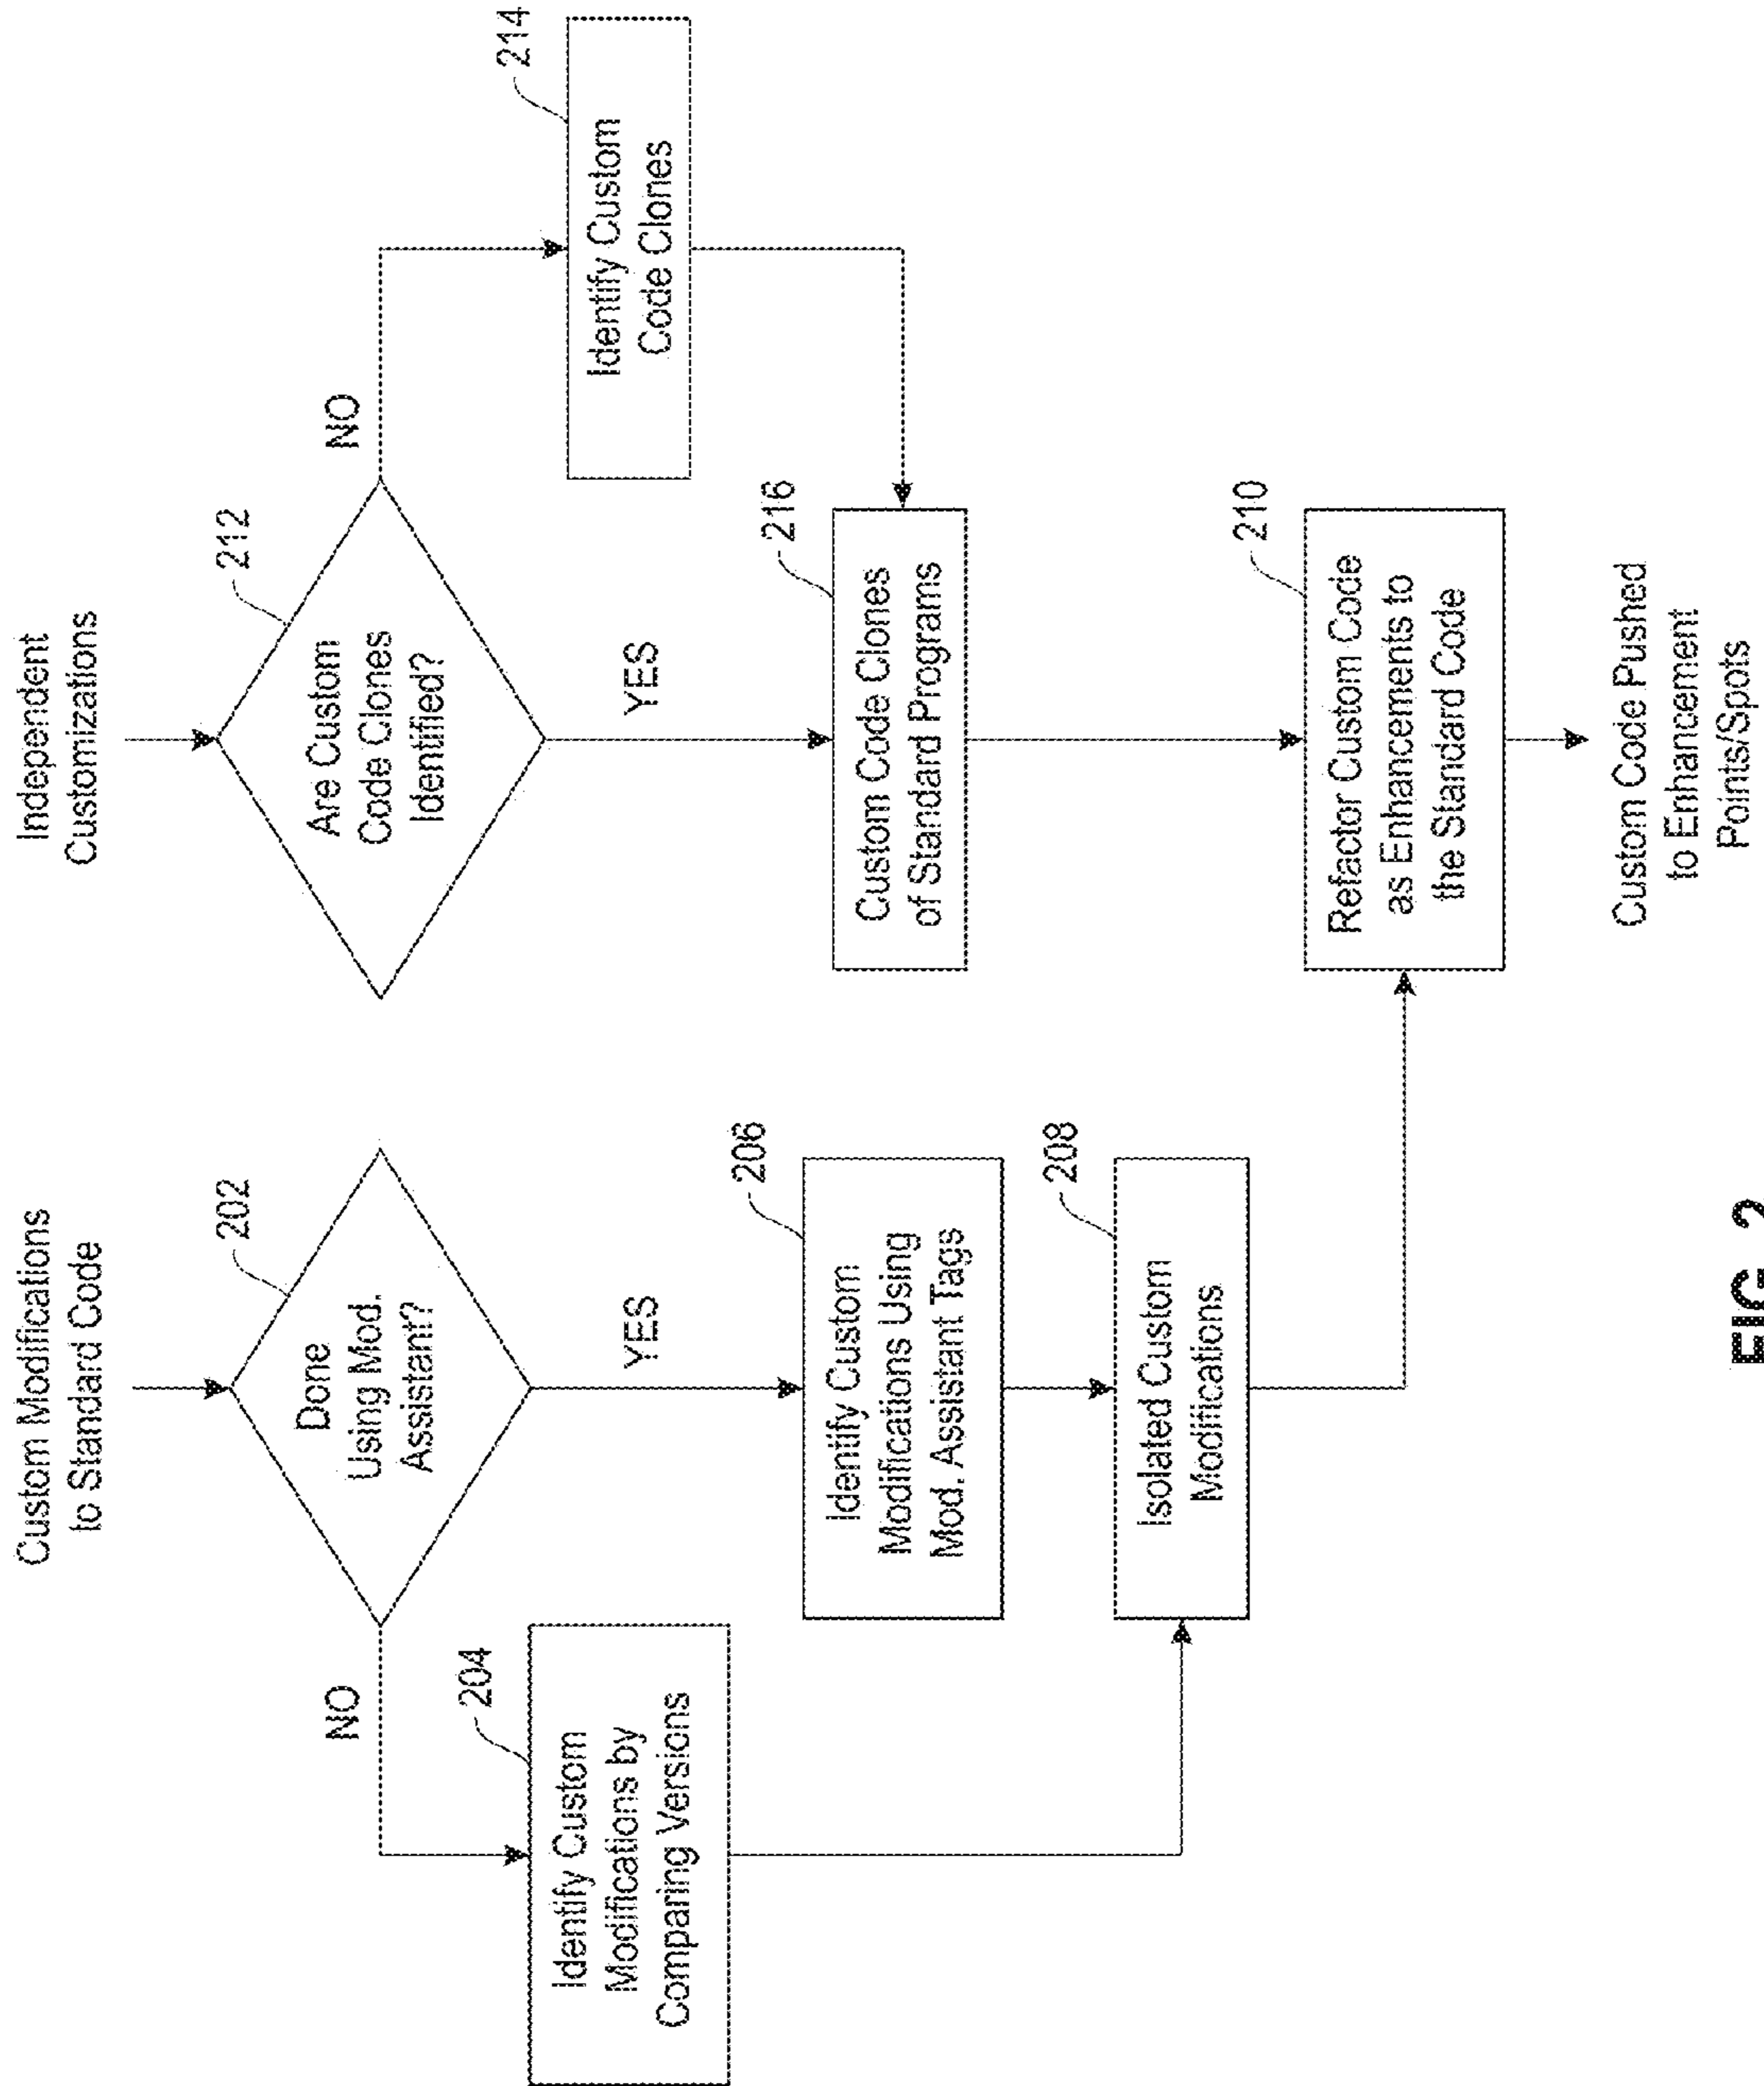 Custom Modifications
to Standard Code
202
Done
Using Mod.
Assistant?
NO
YES
204
Identify Custom
Modifications by
Comparing Versions
206
Identify Custom
Modifications Using
Mod. Assistant Tags
208
Isolated Custom
Modifications
Independent
Customizations
212
Are Custom
Code Clones
Identified?
NO
YES
214
Identify Custom
Code Clones
216
Custom Code Clones
of Standard Programs
210
Refactor Custom Code
as Enhancements to
the Standard Code
Custom Code Pushed
to Enhancement
Points/Spots
FIG. 2